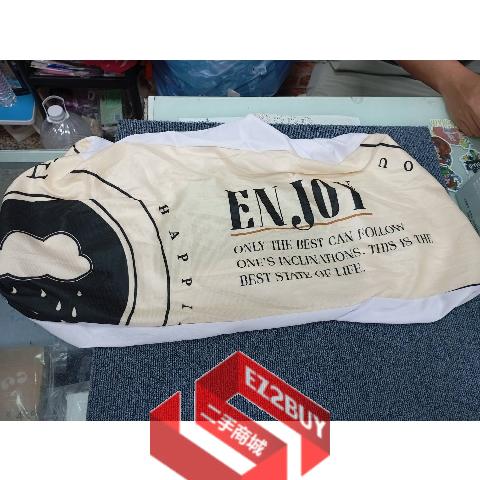 ENJOY
ONLY THE BEST CAN FOLLOW
ONE'S INCLINATIONS. THIS IS THE
BEST STATE OF LIFE.
HAPPI
EZ2BUY
二手商城